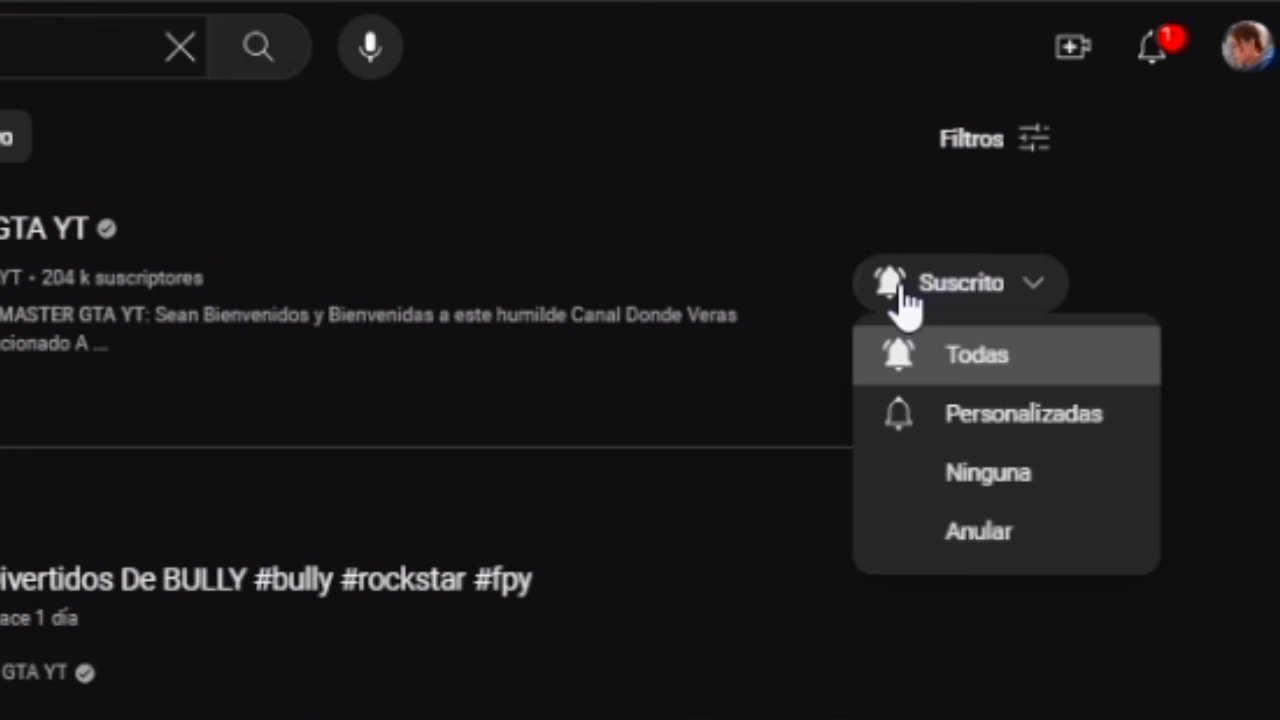 1
Filtros
GTA YT
YT • 204 k suscriptores
Suscrito
MASTER GTA YT: Sean Bienvenidos y Bienvenidas a este humilde Canal Donde Veras
cionado A ...
Todas
Personalizadas
Ninguna
Anular
ivertidos De BULLY #bully #rockstar #fpy
ace 1 día
GTA YT